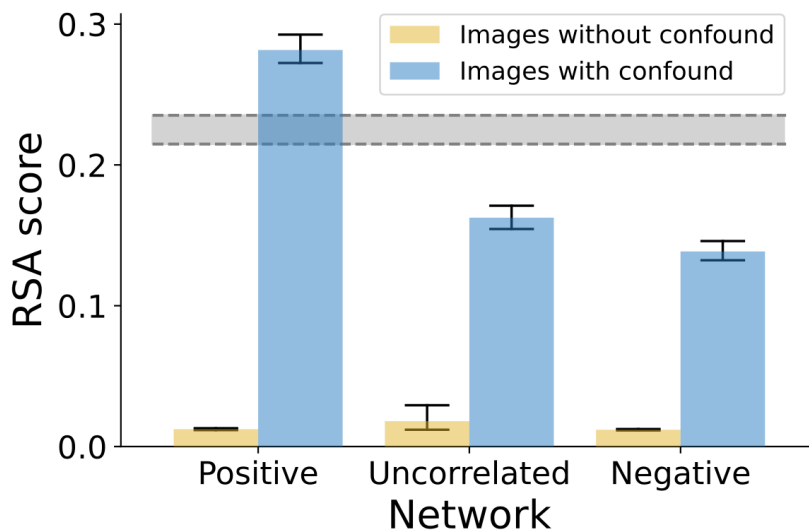 0.3
0.2
0.1
0.0
RSA score
Images without confound
Images with confound
Positive
Uncorrelated
Negative
Network